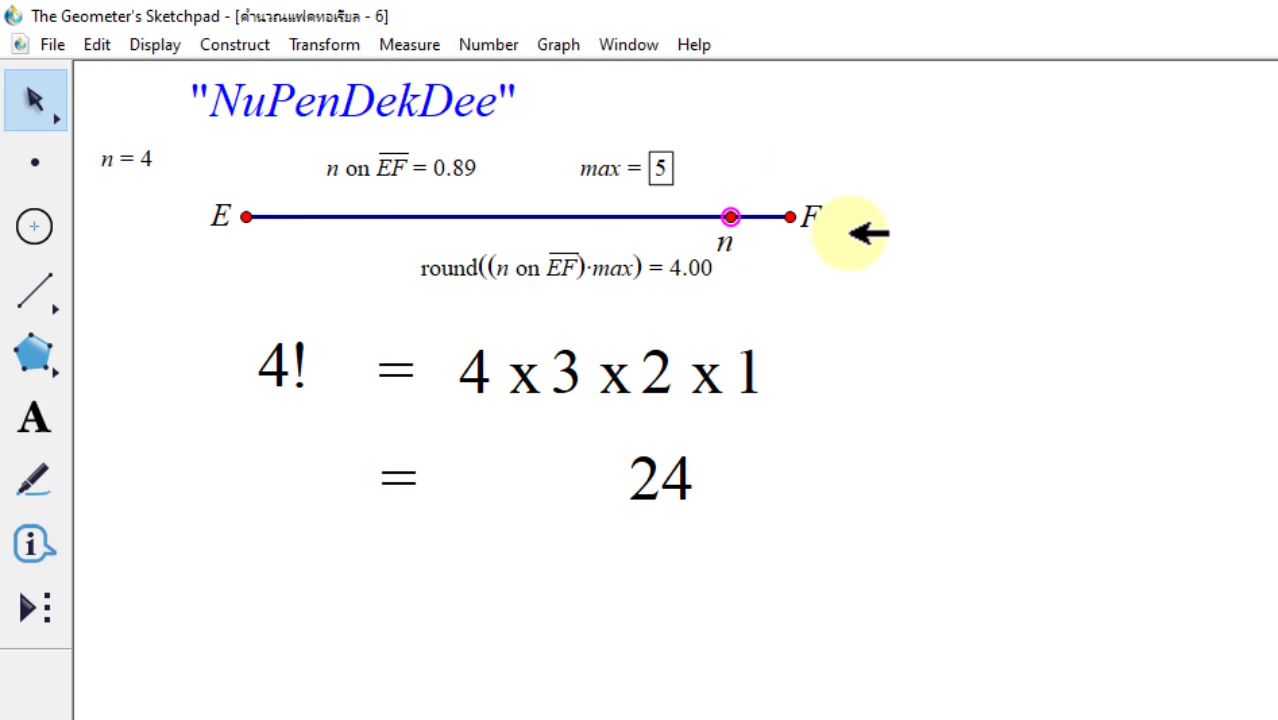 The Geometer's Sketchpad - [คำนวณแฟคทอเรียล - 6]
File Edit Display Construct Transform Measure Number Graph Window Help
"NuPenDekDee"
n = 4
n on EF = 0.89
max = 5
E
F
n
round((n on EF)·max) = 4.00
4! = 4 x 3 x 2 x 1
= 24
A
i